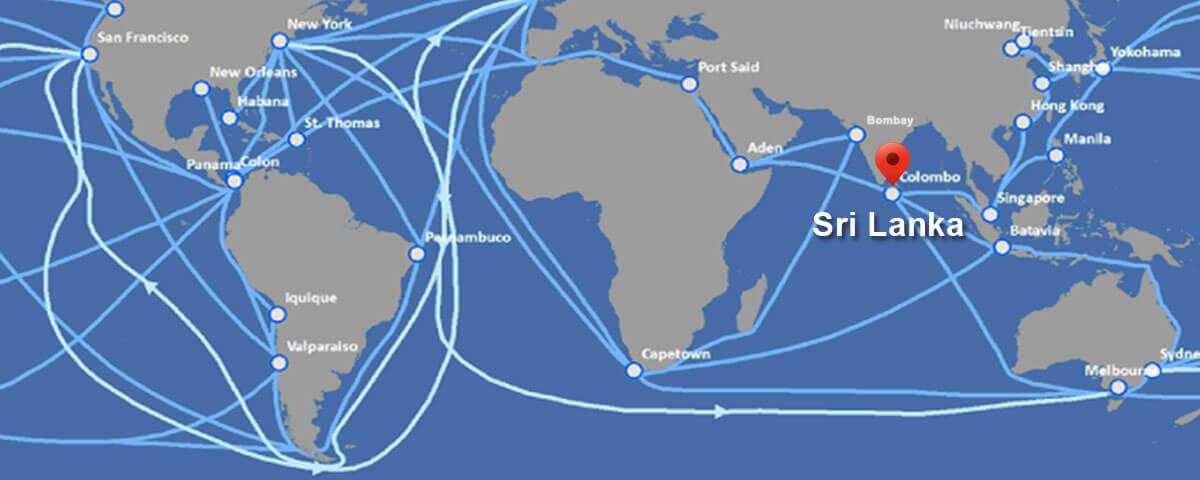 San Francisco
New York
New Orleans
Habana
St. Thomas
Panama
Colon
Pernambuco
Iquique
Valparaiso
Port Said
Aden
Capetown
Bombay
Colombo
Sri Lanka
Niuchwang
Tientsin
Yokohama
Shangha
Hong Kong
Manila
Singapore
Batavia
Sydne
Melbourne